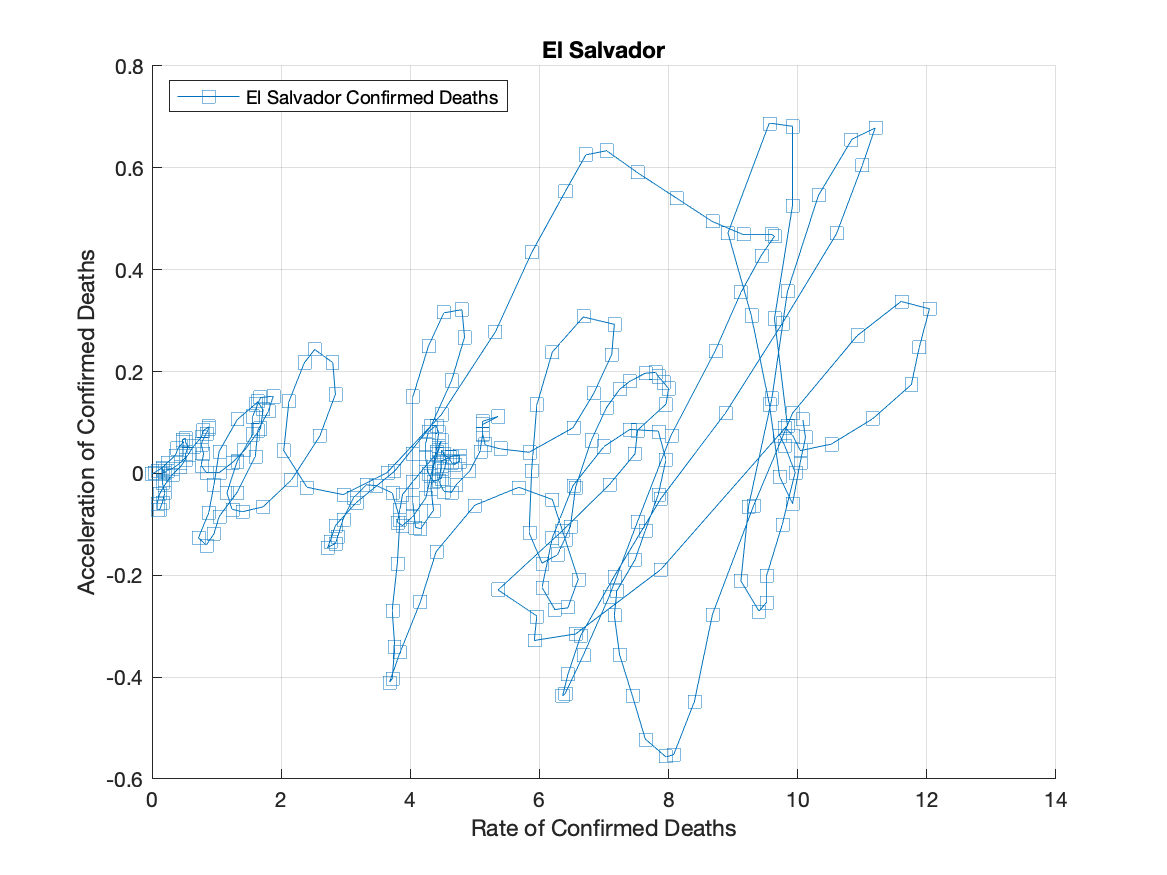 El Salvador
El Salvador Confirmed Deaths
0.8
0.6
0.4
0.2
0
-0.2
-0.4
-0.6
Acceleration of Confirmed Deaths
0 2 4 6 8 10 12 14
Rate of Confirmed Deaths